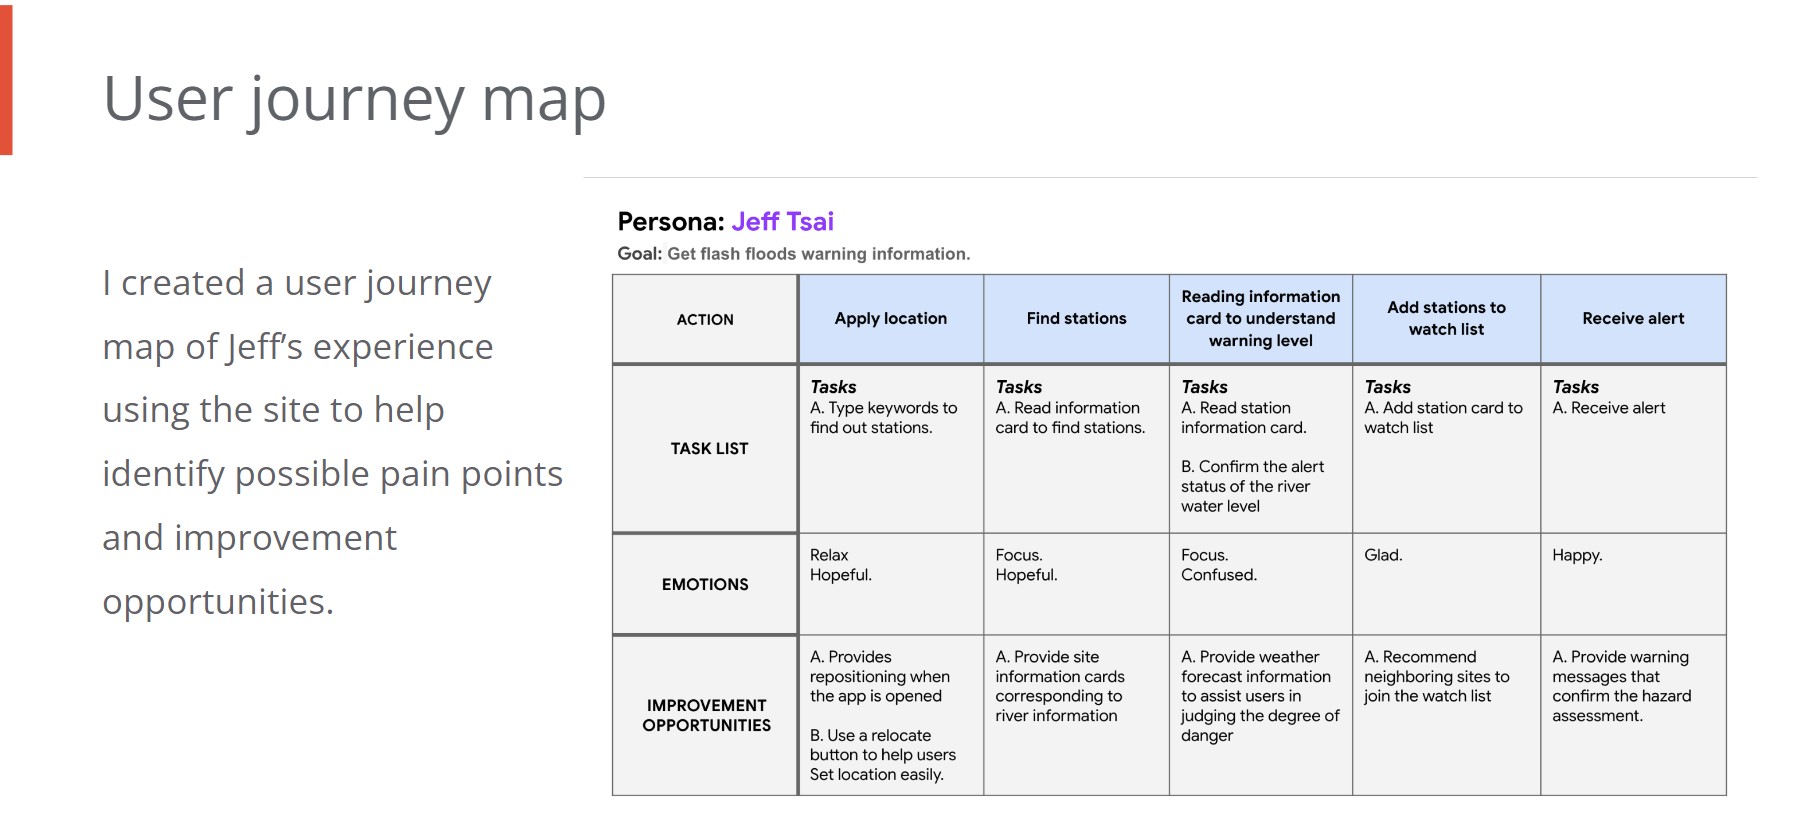 User journey map
I created a user journey
map of Jeff’s experience
using the site to help
identify possible pain points
and improvement
opportunities.
Persona: Jeff Tsai
Goal: Get flash floods warning information.
ACTION
Apply location
Find stations
Reading information
card to understand
warning level
Add stations to
watch list
Receive alert
TASK LIST
Tasks
A. Type keywords to
find out stations.
Tasks
A. Read information
card to find stations.
Tasks
A. Read station
information card.
B. Confirm the alert
status of the river
water level
Tasks
A. Add station card to
watch list
Tasks
A. Receive alert
EMOTIONS
Relax
Hopeful.
Focus.
Hopeful.
Focus.
Confused.
Glad.
Happy.
IMPROVEMENT
OPPORTUNITIES
A. Provides
repositioning when
the app is opened
B. Use a relocate
button to help users
Set location easily.
A. Provide site
information cards
corresponding to
river information
A. Provide weather
forecast information
to assist users in
judging the degree of
danger
A. Recommend
neighboring sites to
join the watch list
A. Provide warning
messages that
confirm the hazard
assessment.